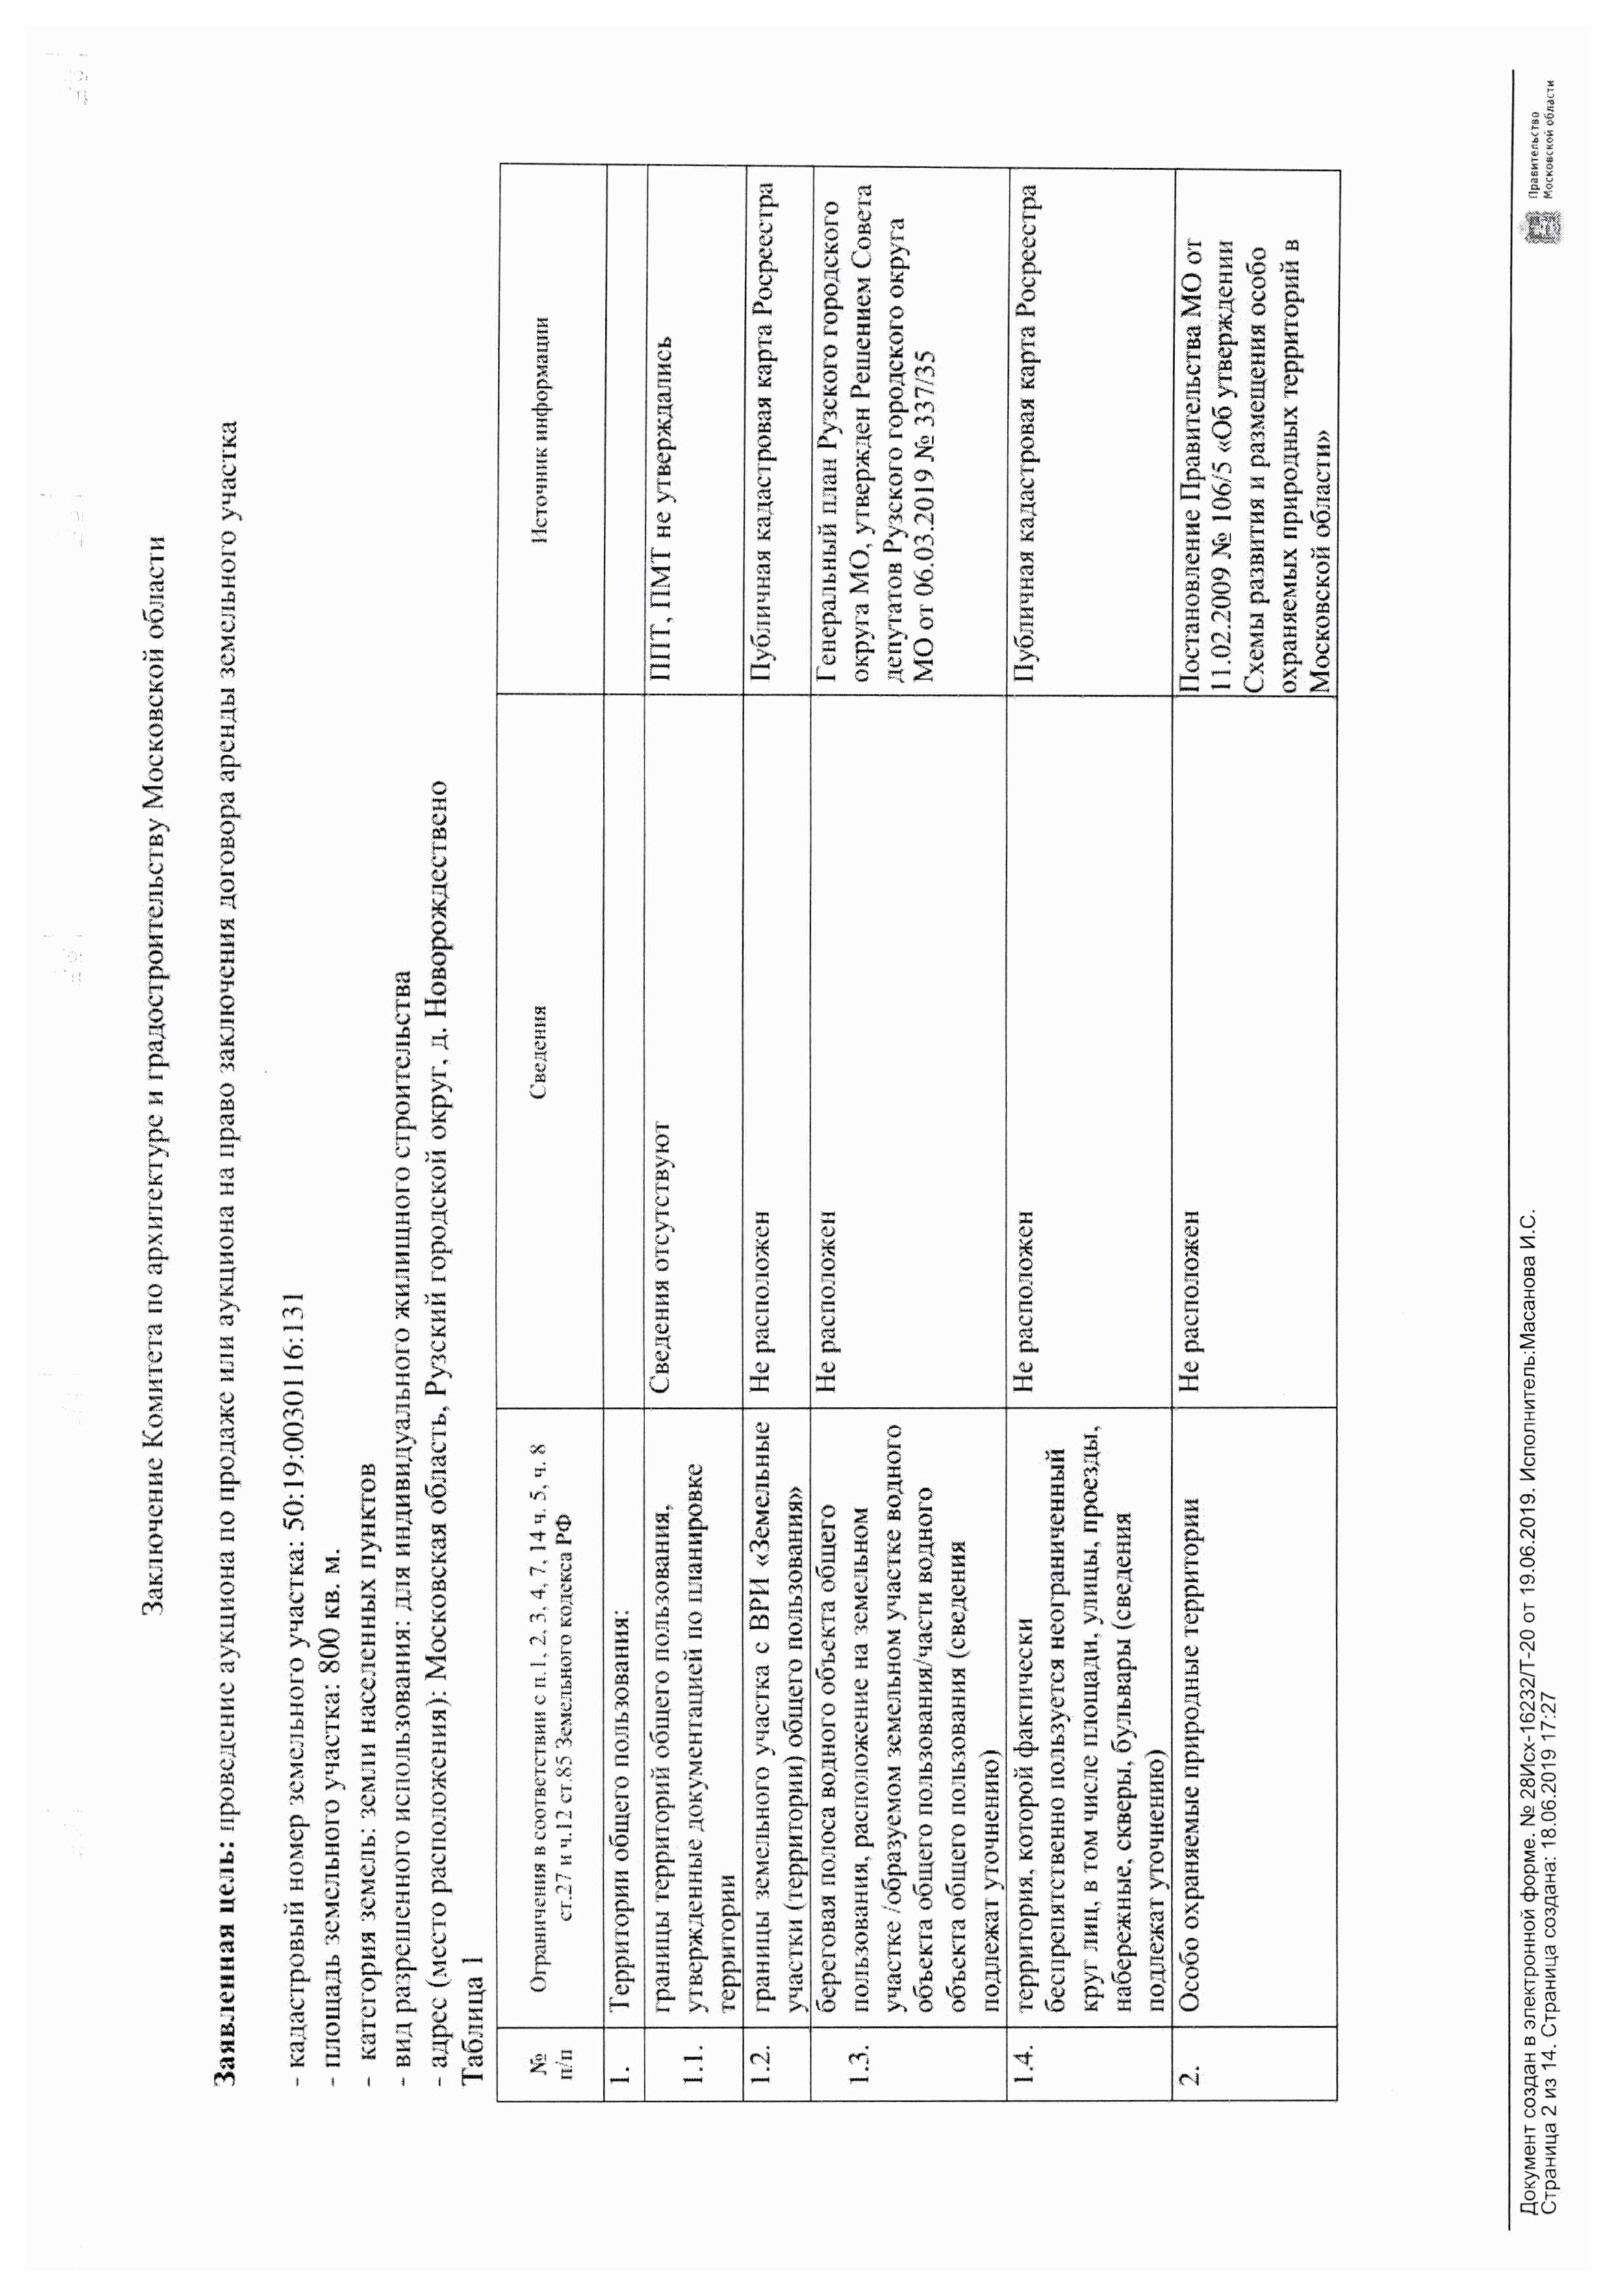 Заключение Комитета по архитектуре и градостроительству Московской области
Заявленная цель: проведение аукциона по продаже или аукциона на право заключения договора аренды земельного участка
- кадастровый номер земельного участка: 50:19:0030116:131
- площадь земельного участка: 800 кв. м.
- категория земель: земли населенных пунктов
- вид разрешенного использования: для индивидуального жилищного строительства
- адрес (место расположения): Московская область, Рузский городской округ, д. Новорождествено
Таблица 1
№
п/п
Ограничения в соответствии с п.1, 2, 3, 4, 7, 14 ч. 5, ч. 8
ст.27 и ч.12 ст.85 Земельного кодекса РФ
Сведения
Источник информации
1.
Территории общего пользования:
1.1.
границы территорий общего пользования,
утвержденные документацией по планировке
территории
Сведения отсутствуют
ППТ, ПМТ не утверждались
1.2.
границы земельного участка с ВРИ «Земельные
участки (территории) общего пользования»
Не расположен
Публичная кадастровая карта Росреестра
1.3.
береговая полоса водного объекта общего
пользования, расположение на земельном
участке /образуемом земельном участке водного
объекта общего пользования/части водного
объекта общего пользования (сведения
подлежат уточнению)
Не расположен
Генеральный план Рузского городского
округа МО, утвержден Решением Совета
депутатов Рузского городского округа
МО от 06.03.2019 № 337/35
1.4.
территория, которой фактически
беспрепятственно пользуется неограниченный
круг лиц, в том числе площади, улицы, проезды,
набережные, скверы, бульвары (сведения
подлежат уточнению)
Не расположен
Публичная кадастровая карта Росреестра
2.
Особо охраняемые природные территории
Не расположен
Постановление Правительства МО от
11.02.2009 № 106/5 «Об утверждении
Схемы развития и размещения особо
охраняемых природных территорий в
Московской области»
Документ создан в электронной форме. № 28Исх-16232/Т-20 от 19.06.2019. Исполнитель:Масанова И.С.
Страница 2 из 14. Страница создана: 18.06.2019 17:27
Правительство
Московской области